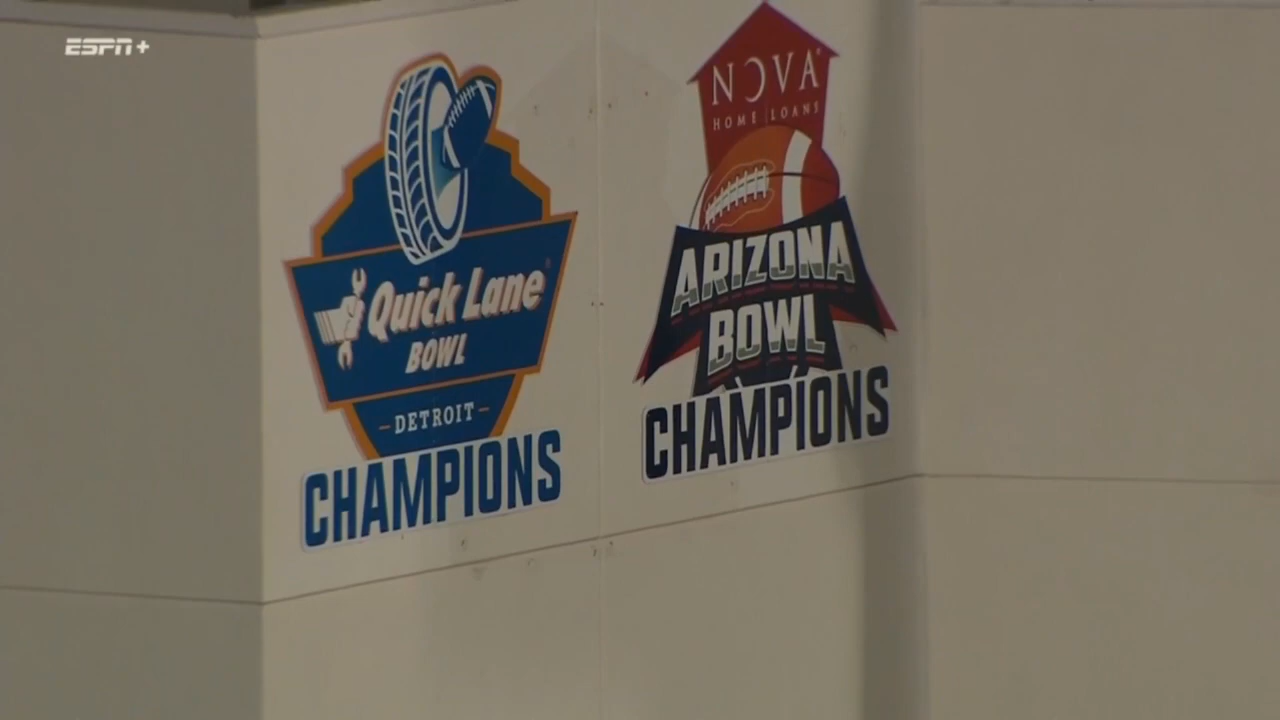 ESPN+
Quick Lane
BOWL
-DETROIT-
CHAMPIONS
NOVA
HOME | LOANS
ARIZONA
BOWL
CHAMPIONS